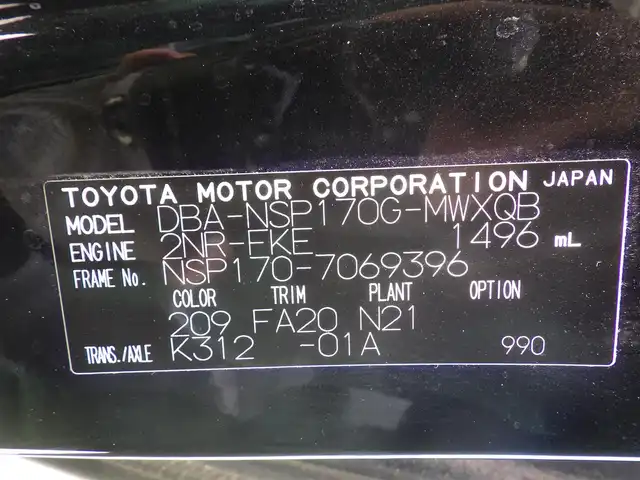 TOYOTA MOTOR CORPORATION JAPAN
MODEL DBA-NSP170G-MWXQB
ENGINE 2NR-FKE 1496 mL
FRAME No. NSP170-7069396
COLOR TRIM PLANT OPTION
209 FA20 N21
TRANS./AXLE K312 -01A 990